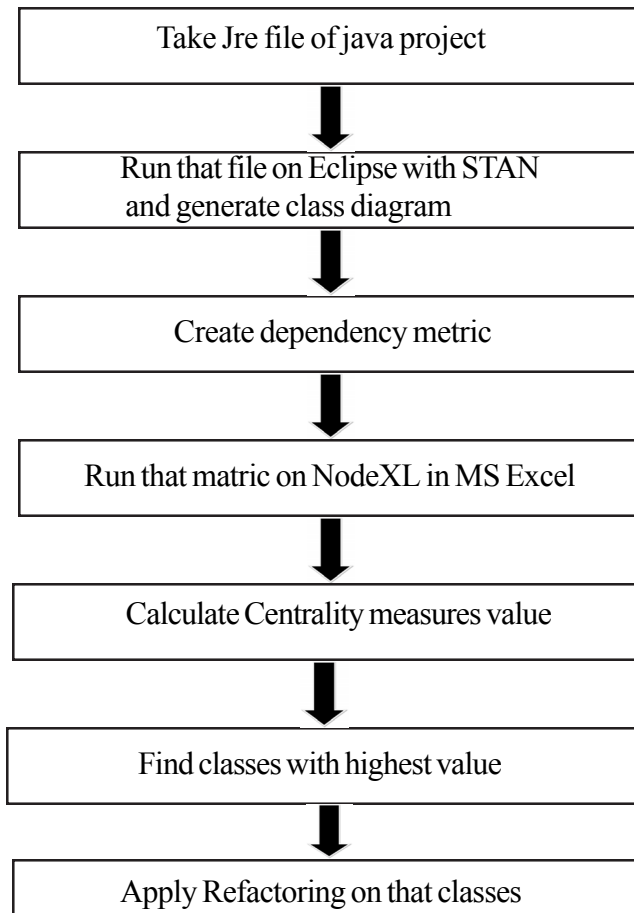 Take Jre file of java project
Run that file on Eclipse with STAN
and generate class diagram
Create dependency metric
Run that matric on NodeXL in MS Excel
Calculate Centrality measures value
Find classes with highest value
Apply Refactoring on that classes